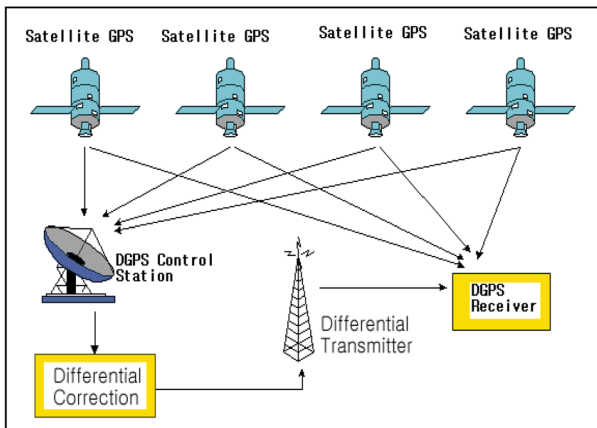 Satellite GPS
Satellite GPS
Satellite GPS
Satellite GPS
DGPS Control
Station
DGPS
Receiver
Differential
Transmitter
Differential
Correction